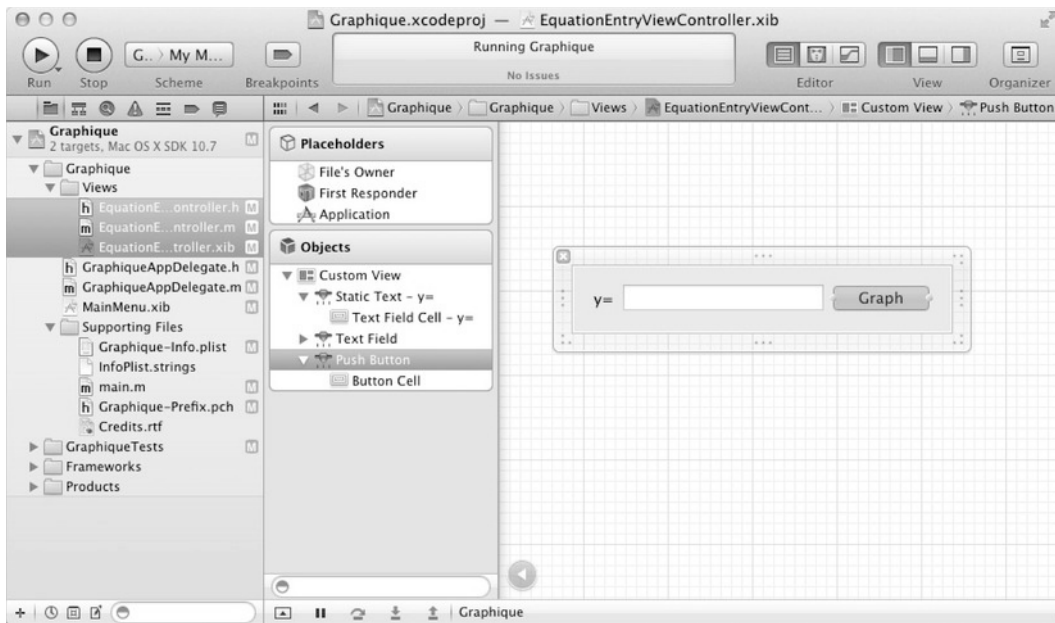 Graphique.xcodeproj — EquationEntryViewController.xib
G.. › My M...
Running Graphique
No Issues
Run Stop Scheme Breakpoints Editor View Organizer
Graphique › Graphique › Views › EquationEntryViewCont... › Custom View › Push Button
Graphique
2 targets, Mac OS X SDK 10.7
M
Graphique
Views
h EquationE...ontroller.h M
m EquationE...ntroller.m M
EquationE...troller.xib M
h GraphiqueAppDelegate.h M
m GraphiqueAppDelegate.m M
MainMenu.xib M
Supporting Files
Graphique-Info.plist M
InfoPlist.strings
m main.m M
h Graphique-Prefix.pch M
Credits.rtf
GraphiqueTests M
Frameworks
Products
Placeholders
File's Owner
First Responder
Application
Objects
Custom View
Static Text - y=
Text Field Cell - y=
Text Field
Push Button
Button Cell
y= Graph
Graphique